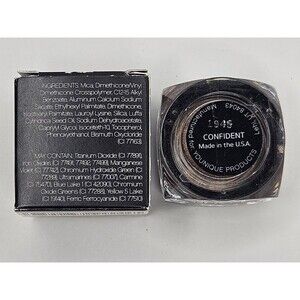 INGREDIENTS: Mica, Dimethicone/Vinyl
Dimethicone Crosspolymer, C12-15 Alkyl
Benzoate, Aluminum Calcium Sodium
Silicate, Ethylhexyl Palmitate, Dimethicone,
Nootkatol, Lauroyl Lysine, Silica, Luffa
Cylindrica Seed Oil, Sodium Dehydroacetate,
Caprylyl Glycol, Isoceteth-10, Tocopherol,
Phenoxyethanol, Bismuth Oxychloride
(CI 77163).
MAY CONTAIN: Titanium Dioxide (CI 77891),
Iron Oxides (CI 77491, 77492, 77499), Manganese
Violet (CI 77742), Chromium Hydroxide Green (CI
77289), Ultramarines (CI 77007), Carmine
(CI 75470), Blue Lake 1 (CI 42090), Chromium
Oxide Greens (CI 77288), Yellow 5 Lake
(CI 19140), Ferric Ferrocyanide (CI 77510)
CONFIDENT
Made in the U.S.A.
Manufactured for
YOUNIQUE PRODUCTS
UT 84043